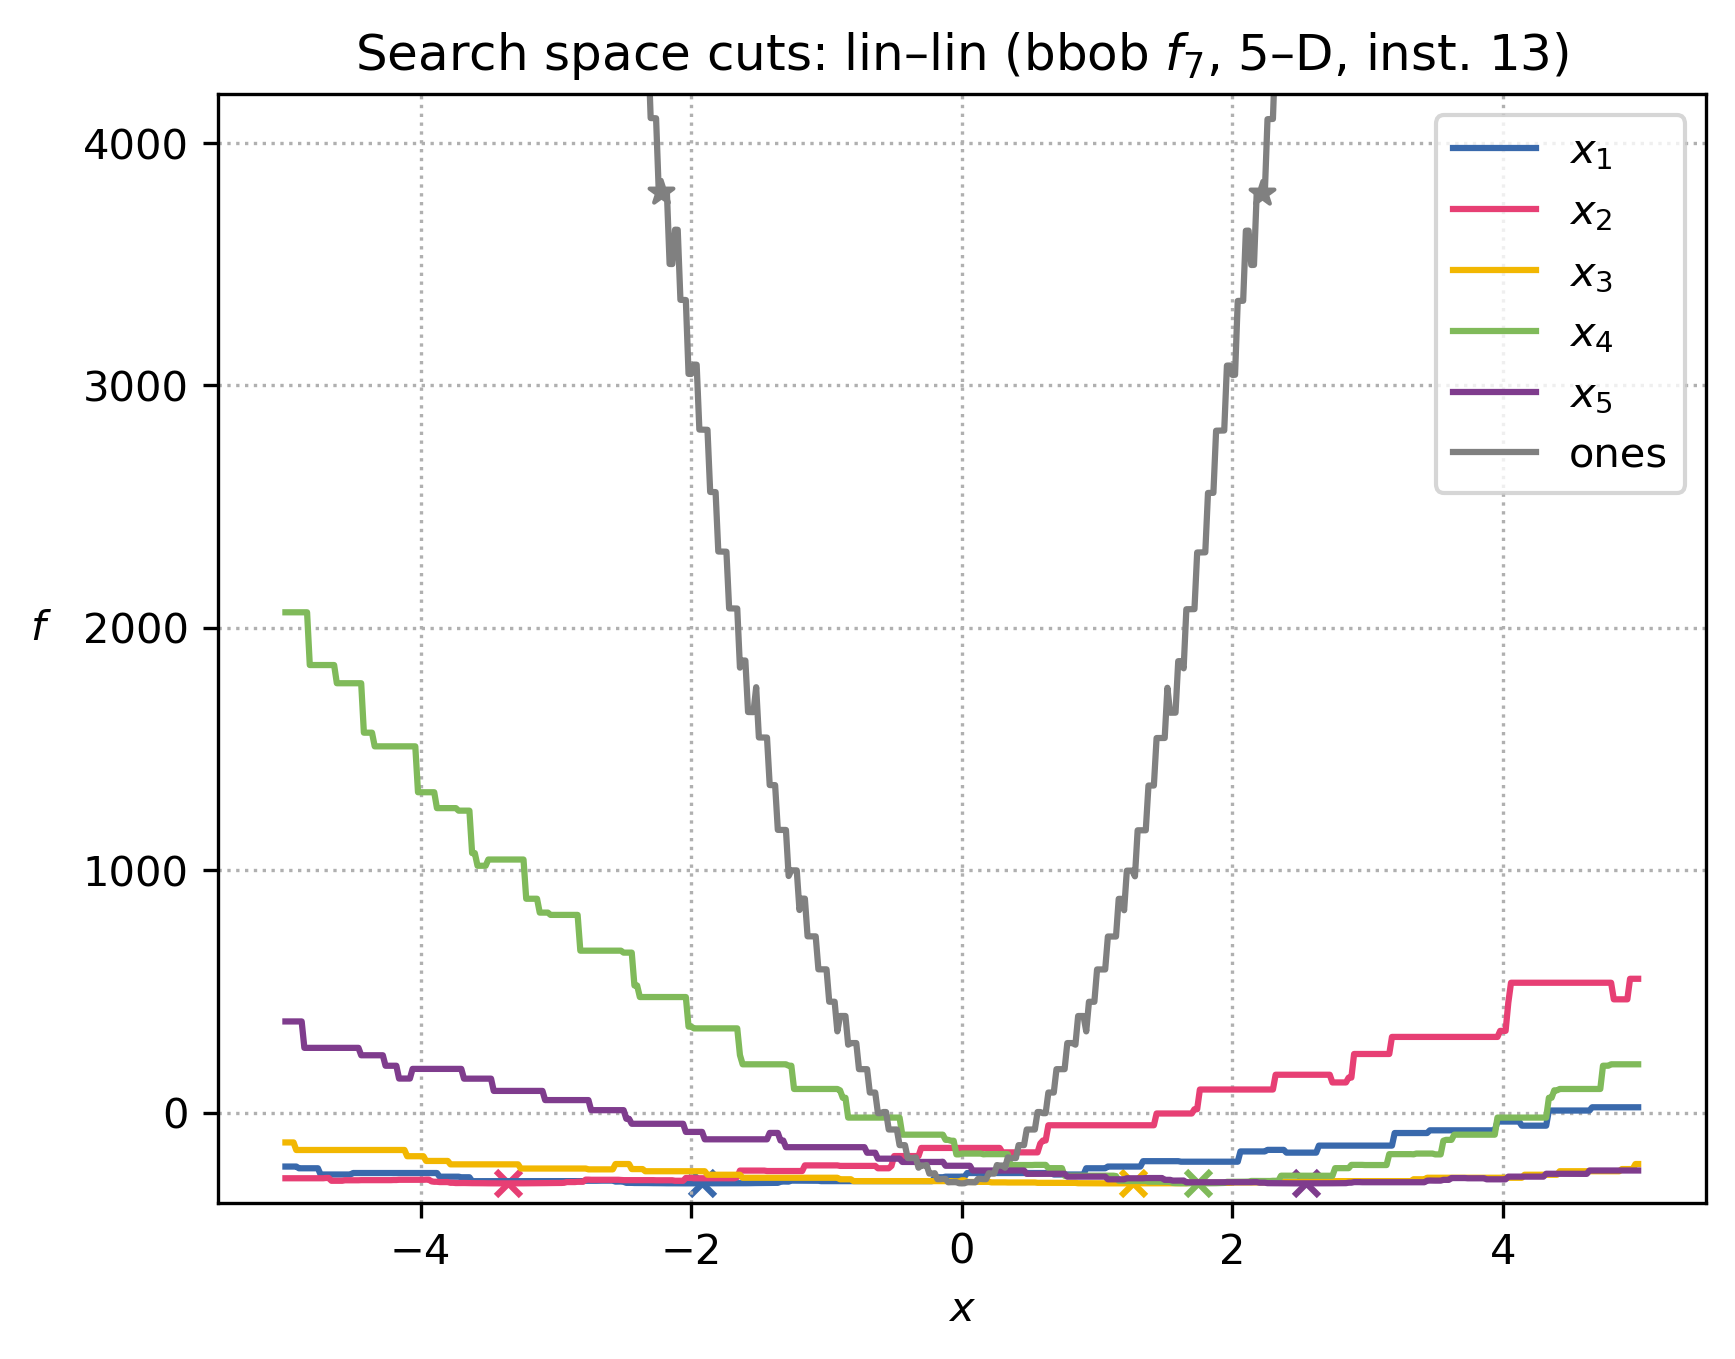 Search space cuts: lin–lin (bbob f₇, 5–D, inst. 13)
4000
3000
2000
1000
0
f
−4
−2
0
2
4
x
x₁
x₂
x₃
x₄
x₅
ones